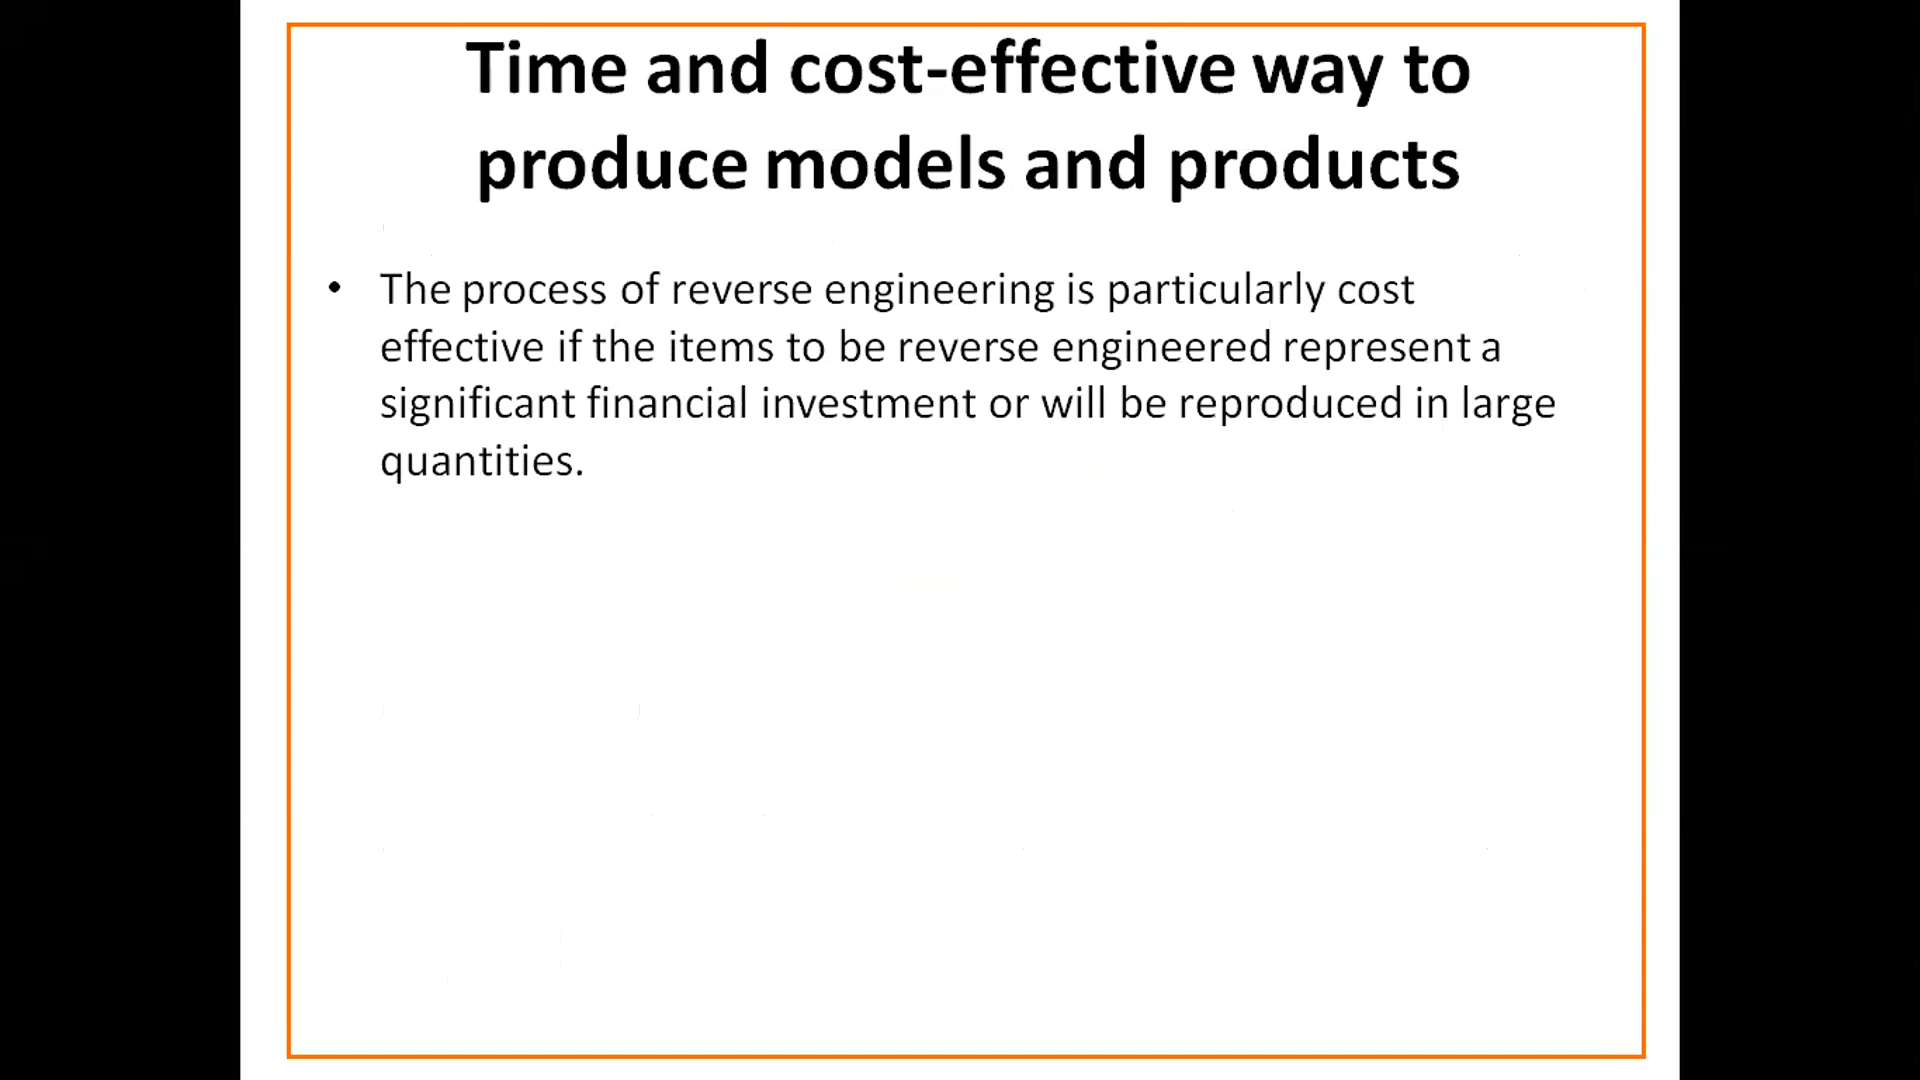 Time and cost-effective way to
produce models and products
• The process of reverse engineering is particularly cost
effective if the items to be reverse engineered represent a
significant financial investment or will be reproduced in large
quantities.